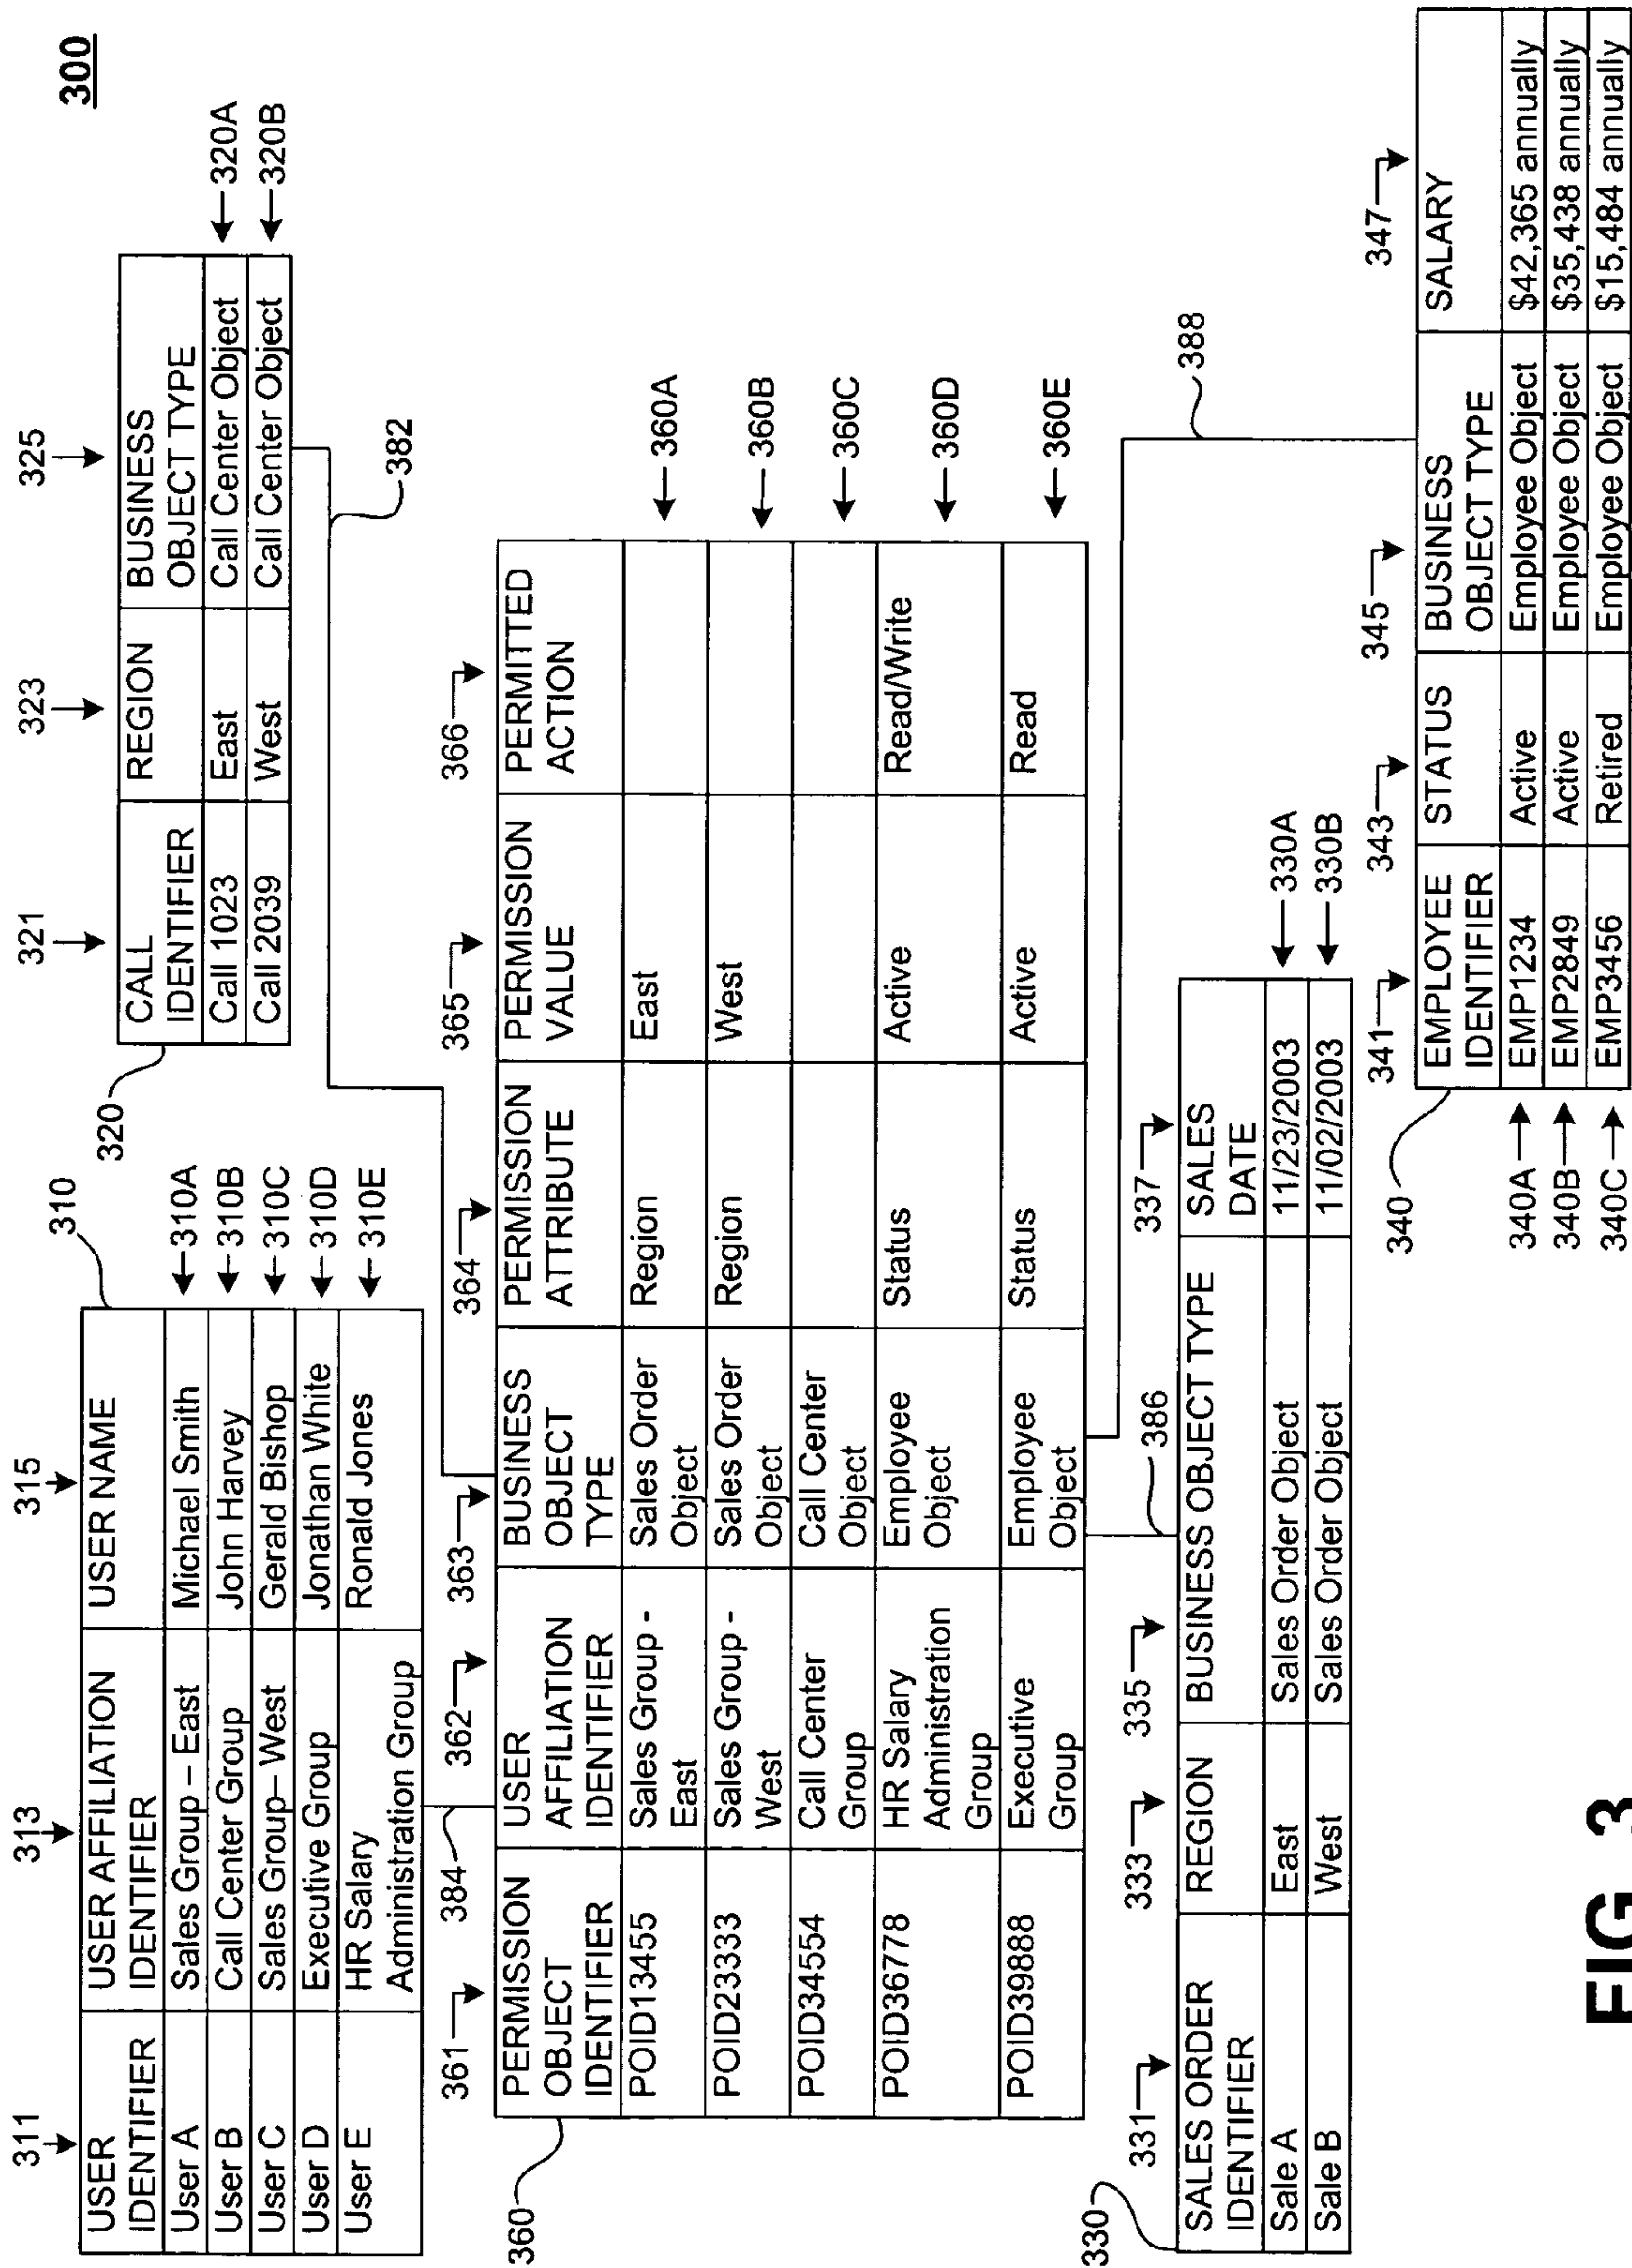 300
311
313
315
USER IDENTIFIER | USER AFFILIATION IDENTIFIER | USER NAME
User A | Sales Group – East | Michael Smith
User B | Call Center Group | John Harvey
User C | Sales Group– West | Gerald Bishop
User D | Executive Group | Jonathan White
User E | HR Salary Administration Group | Ronald Jones
310
310A
310B
310C
310D
310E
321
323
325
CALL IDENTIFIER | REGION | BUSINESS OBJECT TYPE
Call 1023 | East | Call Center Object
Call 2039 | West | Call Center Object
320
320A
320B
382
384
361
362
363
364
365
366
PERMISSION OBJECT IDENTIFIER | USER AFFILIATION IDENTIFIER | BUSINESS OBJECT TYPE | PERMISSION ATTRIBUTE | PERMISSION VALUE | PERMITTED ACTION
POID13455 | Sales Group - East | Sales Order Object | Region | East
POID23333 | Sales Group - West | Sales Order Object | Region | West
POID34554 | Call Center Group | Call Center Object
POID36778 | HR Salary Administration Group | Employee Object | Status | Active | Read/Write
POID39888 | Executive Group | Employee Object | Status | Active | Read
360
360A
360B
360C
360D
360E
386
388
331
333
335
337
SALES ORDER IDENTIFIER | REGION | BUSINESS OBJECT TYPE | SALES DATE
Sale A | East | Sales Order Object | 11/23/2003
Sale B | West | Sales Order Object | 11/02/2003
330
330A
330B
341
343
345
347
EMPLOYEE IDENTIFIER | STATUS | BUSINESS OBJECT TYPE | SALARY
EMP1234 | Active | Employee Object | $42,365 annually
EMP2849 | Active | Employee Object | $35,438 annually
EMP3456 | Retired | Employee Object | $15,484 annually
340
340A
340B
340C
FIG. 3